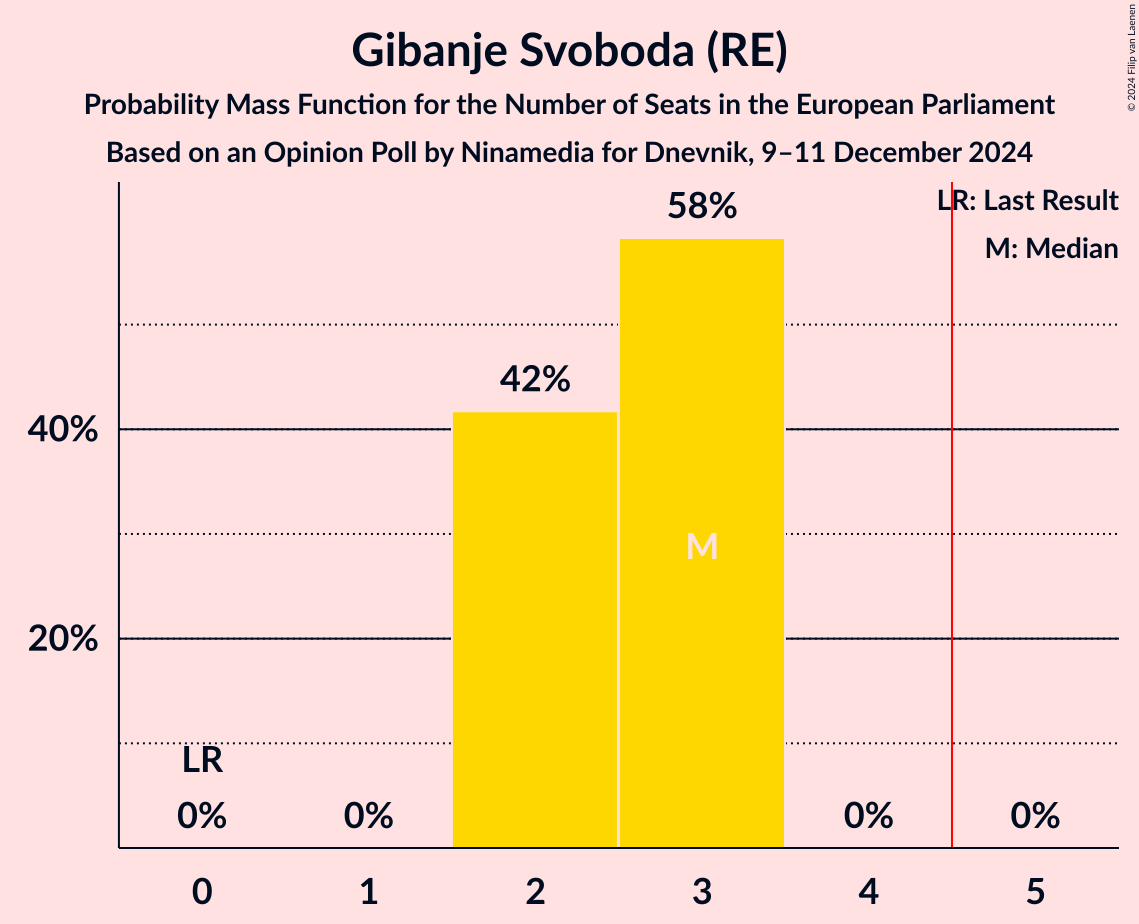 Gibanje Svoboda (RE)
Probability Mass Function for the Number of Seats in the European Parliament
Based on an Opinion Poll by Ninamedia for Dnevnik, 9–11 December 2024
© 2024 Filip van Laenen
LR: Last Result
M: Median
58%
42%
40%
20%
M
LR
0%
0%
0%
0%
0
1
2
3
4
5